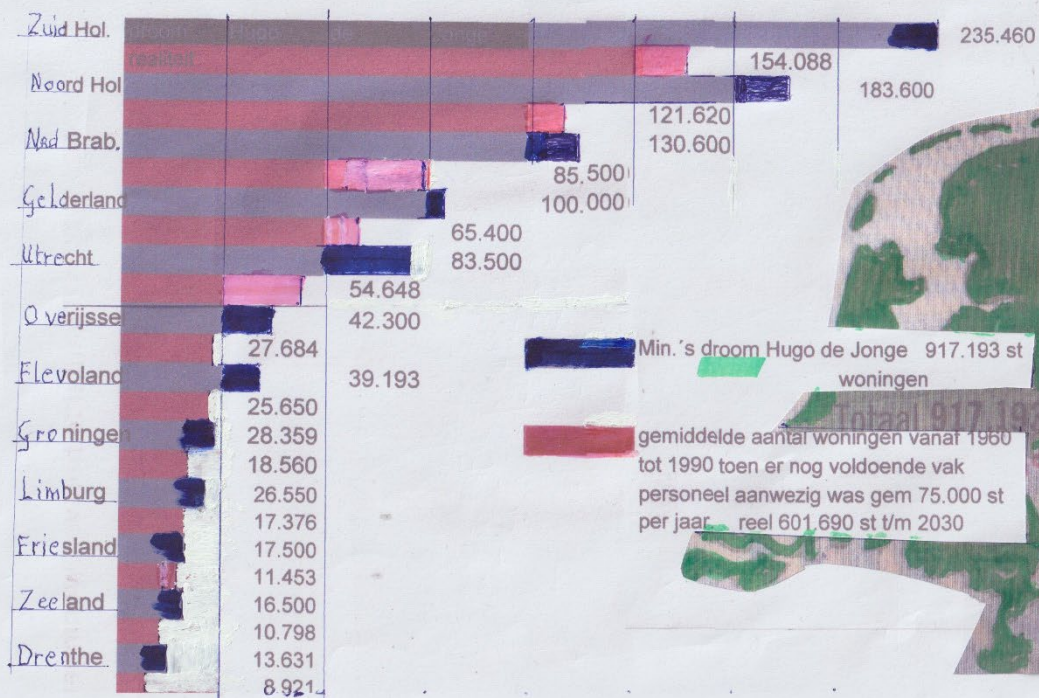 Zuid Hol.
droom Hugo de Jonge
235.460
realiteit
154.088
Noord Hol
183.600
121.620
Nrd Brab.
130.600
85.500
Gelderland
100.000
65.400
Utrecht
83.500
54.648
Overijssel
42.300
27.684
Flevoland
39.193
25.650
Groningen
28.359
18.560
Limburg
26.550
17.376
Friesland
17.500
11.453
Zeeland
16.500
10.798
Drenthe
13.631
8.921
Min.´s droom Hugo de Jonge 917.193 st
woningen
Totaal 917.193
gemiddelde aantal woningen vanaf 1960
tot 1990 toen er nog voldoende vak
personeel aanwezig was gem 75.000 st
per jaar reel 601.690 st t/m 2030